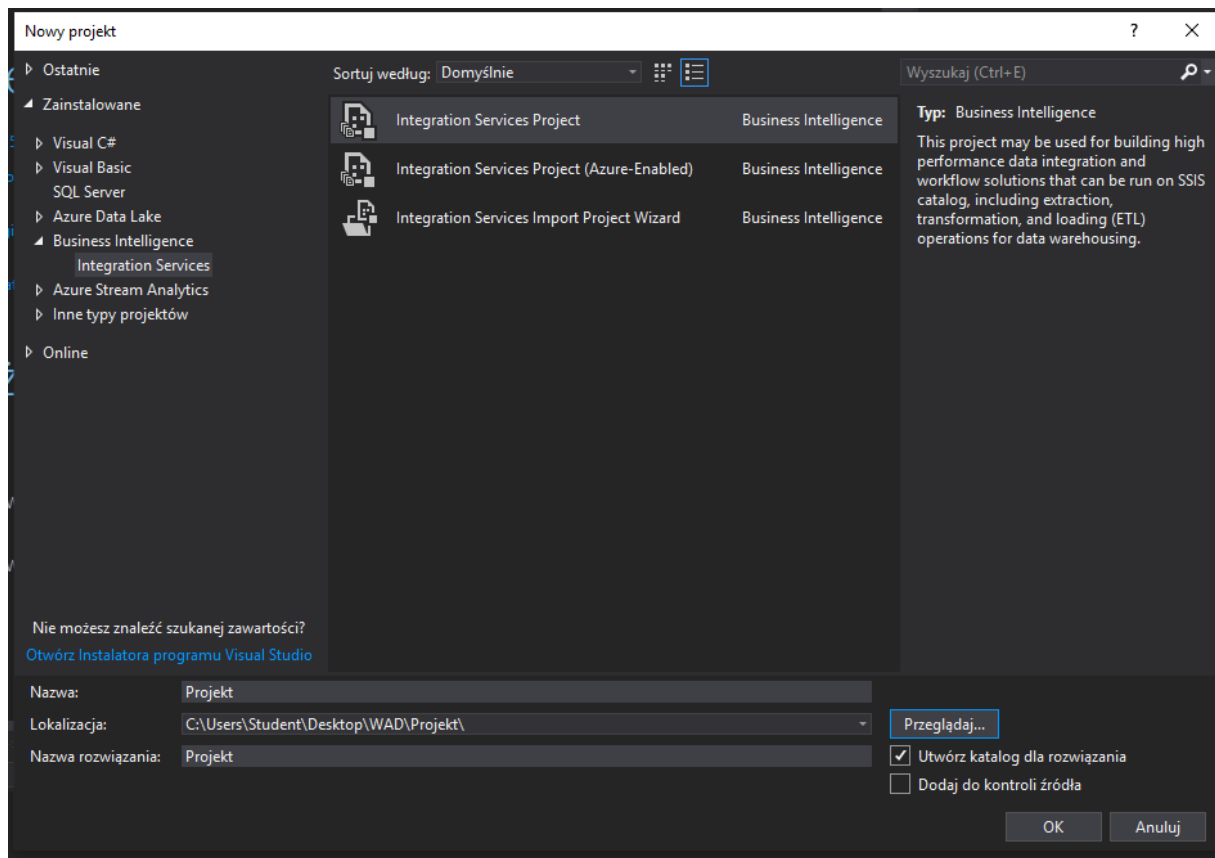 Nowy projekt
?
Ostatnie
Zainstalowane
Visual C#
Visual Basic
SQL Server
Azure Data Lake
Business Intelligence
Integration Services
Azure Stream Analytics
Inne typy projektów
Online
Nie możesz znaleźć szukanej zawartości?
Otwórz Instalatora programu Visual Studio
Sortuj według: Domyślnie
Integration Services Project Business Intelligence
Integration Services Project (Azure-Enabled) Business Intelligence
Integration Services Import Project Wizard Business Intelligence
Wyszukaj (Ctrl+E)
Typ: Business Intelligence
This project may be used for building high
performance data integration and
workflow solutions that can be run on SSIS
catalog, including extraction,
transformation, and loading (ETL)
operations for data warehousing.
Nazwa: Projekt
Lokalizacja: C:\Users\Student\Desktop\WAD\Projekt\
Przeglądaj...
Nazwa rozwiązania: Projekt
Utwórz katalog dla rozwiązania
Dodaj do kontroli źródła
OK Anuluj